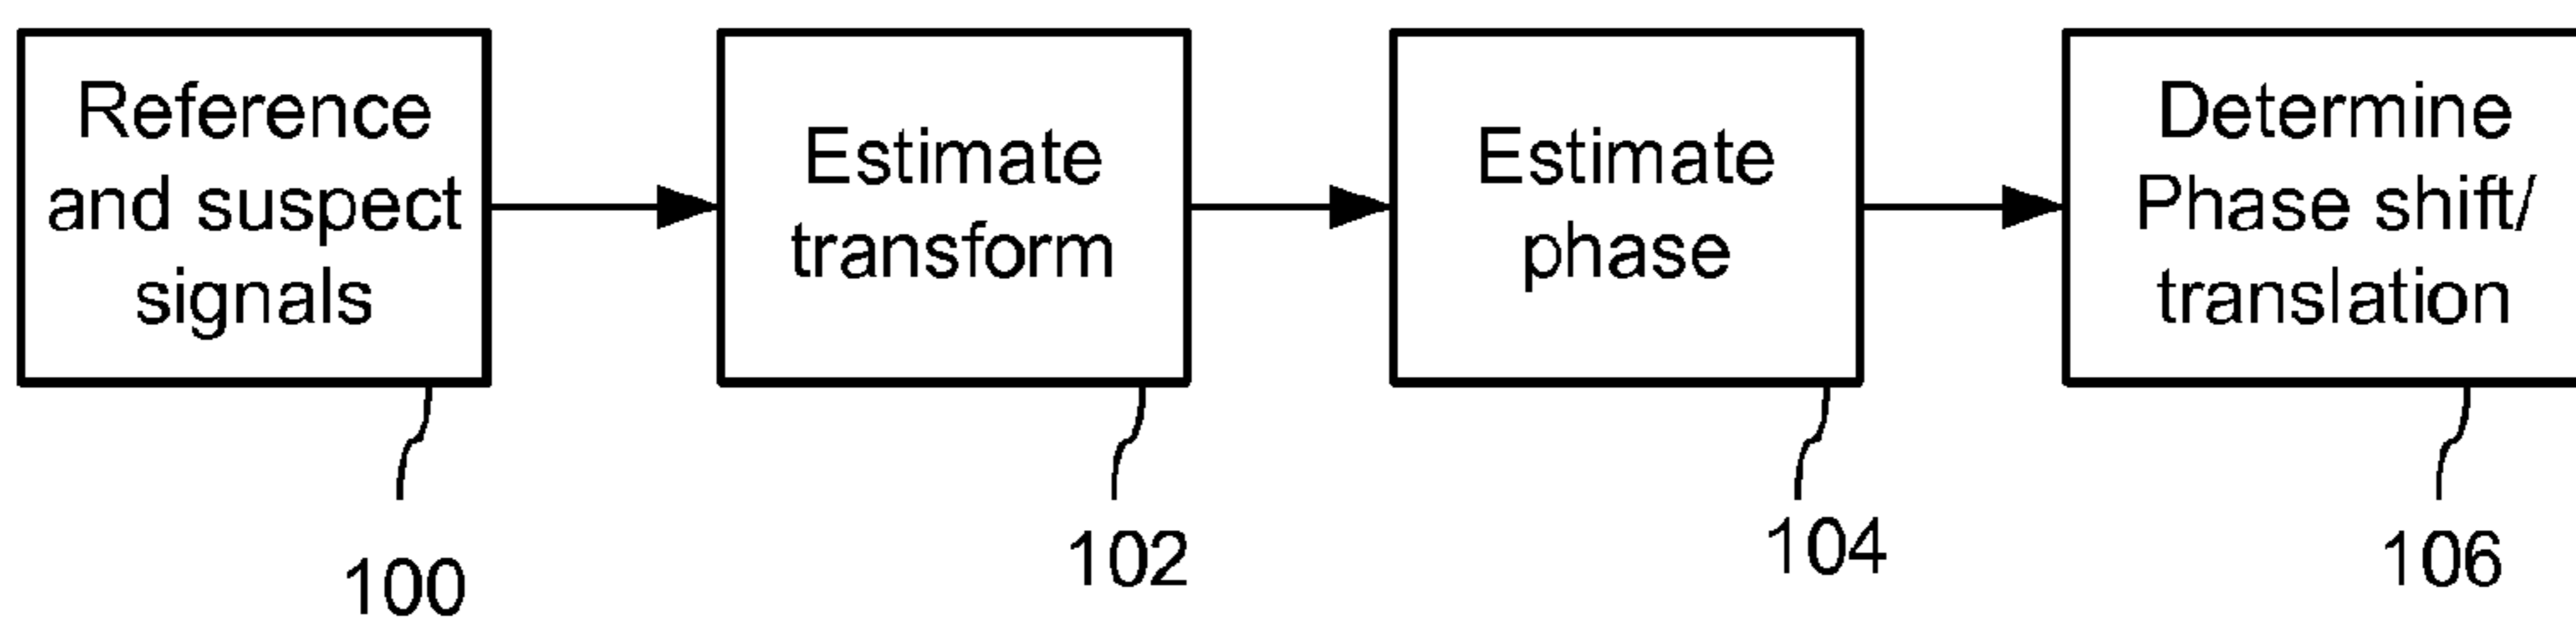 Reference
and suspect
signals
Estimate
transform
Estimate
phase
Determine
Phase shift/
translation
100
102
104
106